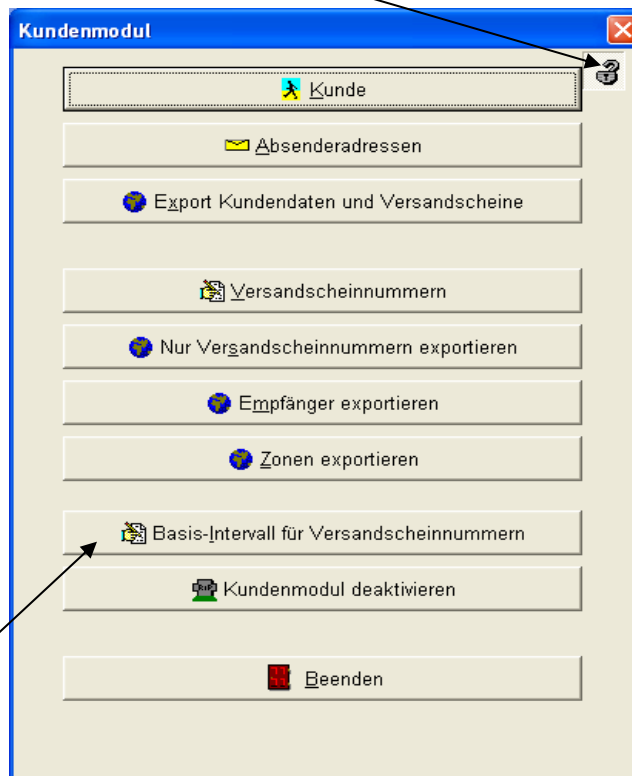 Kundenmodul
Kunde
Absenderadressen
Export Kundendaten und Versandscheine
Versandscheinnummern
Nur Versandscheinnummern exportieren
Empfänger exportieren
Zonen exportieren
Basis-Intervall für Versandscheinnummern
Kundenmodul deaktivieren
Beenden